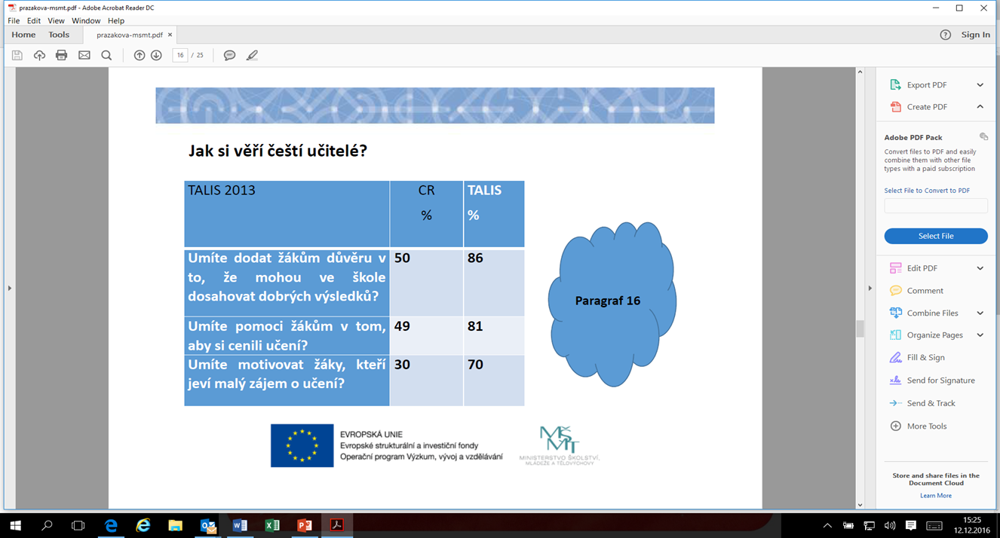 prazakova-msmt.pdf - Adobe Acrobat Reader DC
File Edit View Window Help
Home Tools prazakova-msmt.pdf × Sign In
16 / 25
Jak si věří čeští učitelé?
TALIS 2013 CR TALIS
% %
Umíte dodat žákům důvěru v 50 86
to, že mohou ve škole
dosahovat dobrých výsledků?
Umíte pomoci žákům v tom, 49 81
aby si cenili učení?
Umíte motivovat žáky, kteří 30 70
jeví malý zájem o učení?
Paragraf 16
EVROPSKÁ UNIE
Evropské strukturální a investiční fondy
Operační program Výzkum, vývoj a vzdělávání
MŠMT
MINISTERSTVO ŠKOLSTVÍ,
MLÁDEŽE A TĚLOVÝCHOVY
Export PDF
Create PDF
Adobe PDF Pack
Convert files to PDF and easily
combine them with other file
types with a paid subscription
Select File to Convert to PDF
Select File
Edit PDF
Comment
Combine Files
Organize Pages
Fill & Sign
Send for Signature
Send & Track
More Tools
Store and share files in the
Document Cloud
Learn More
15:25
12.12.2016